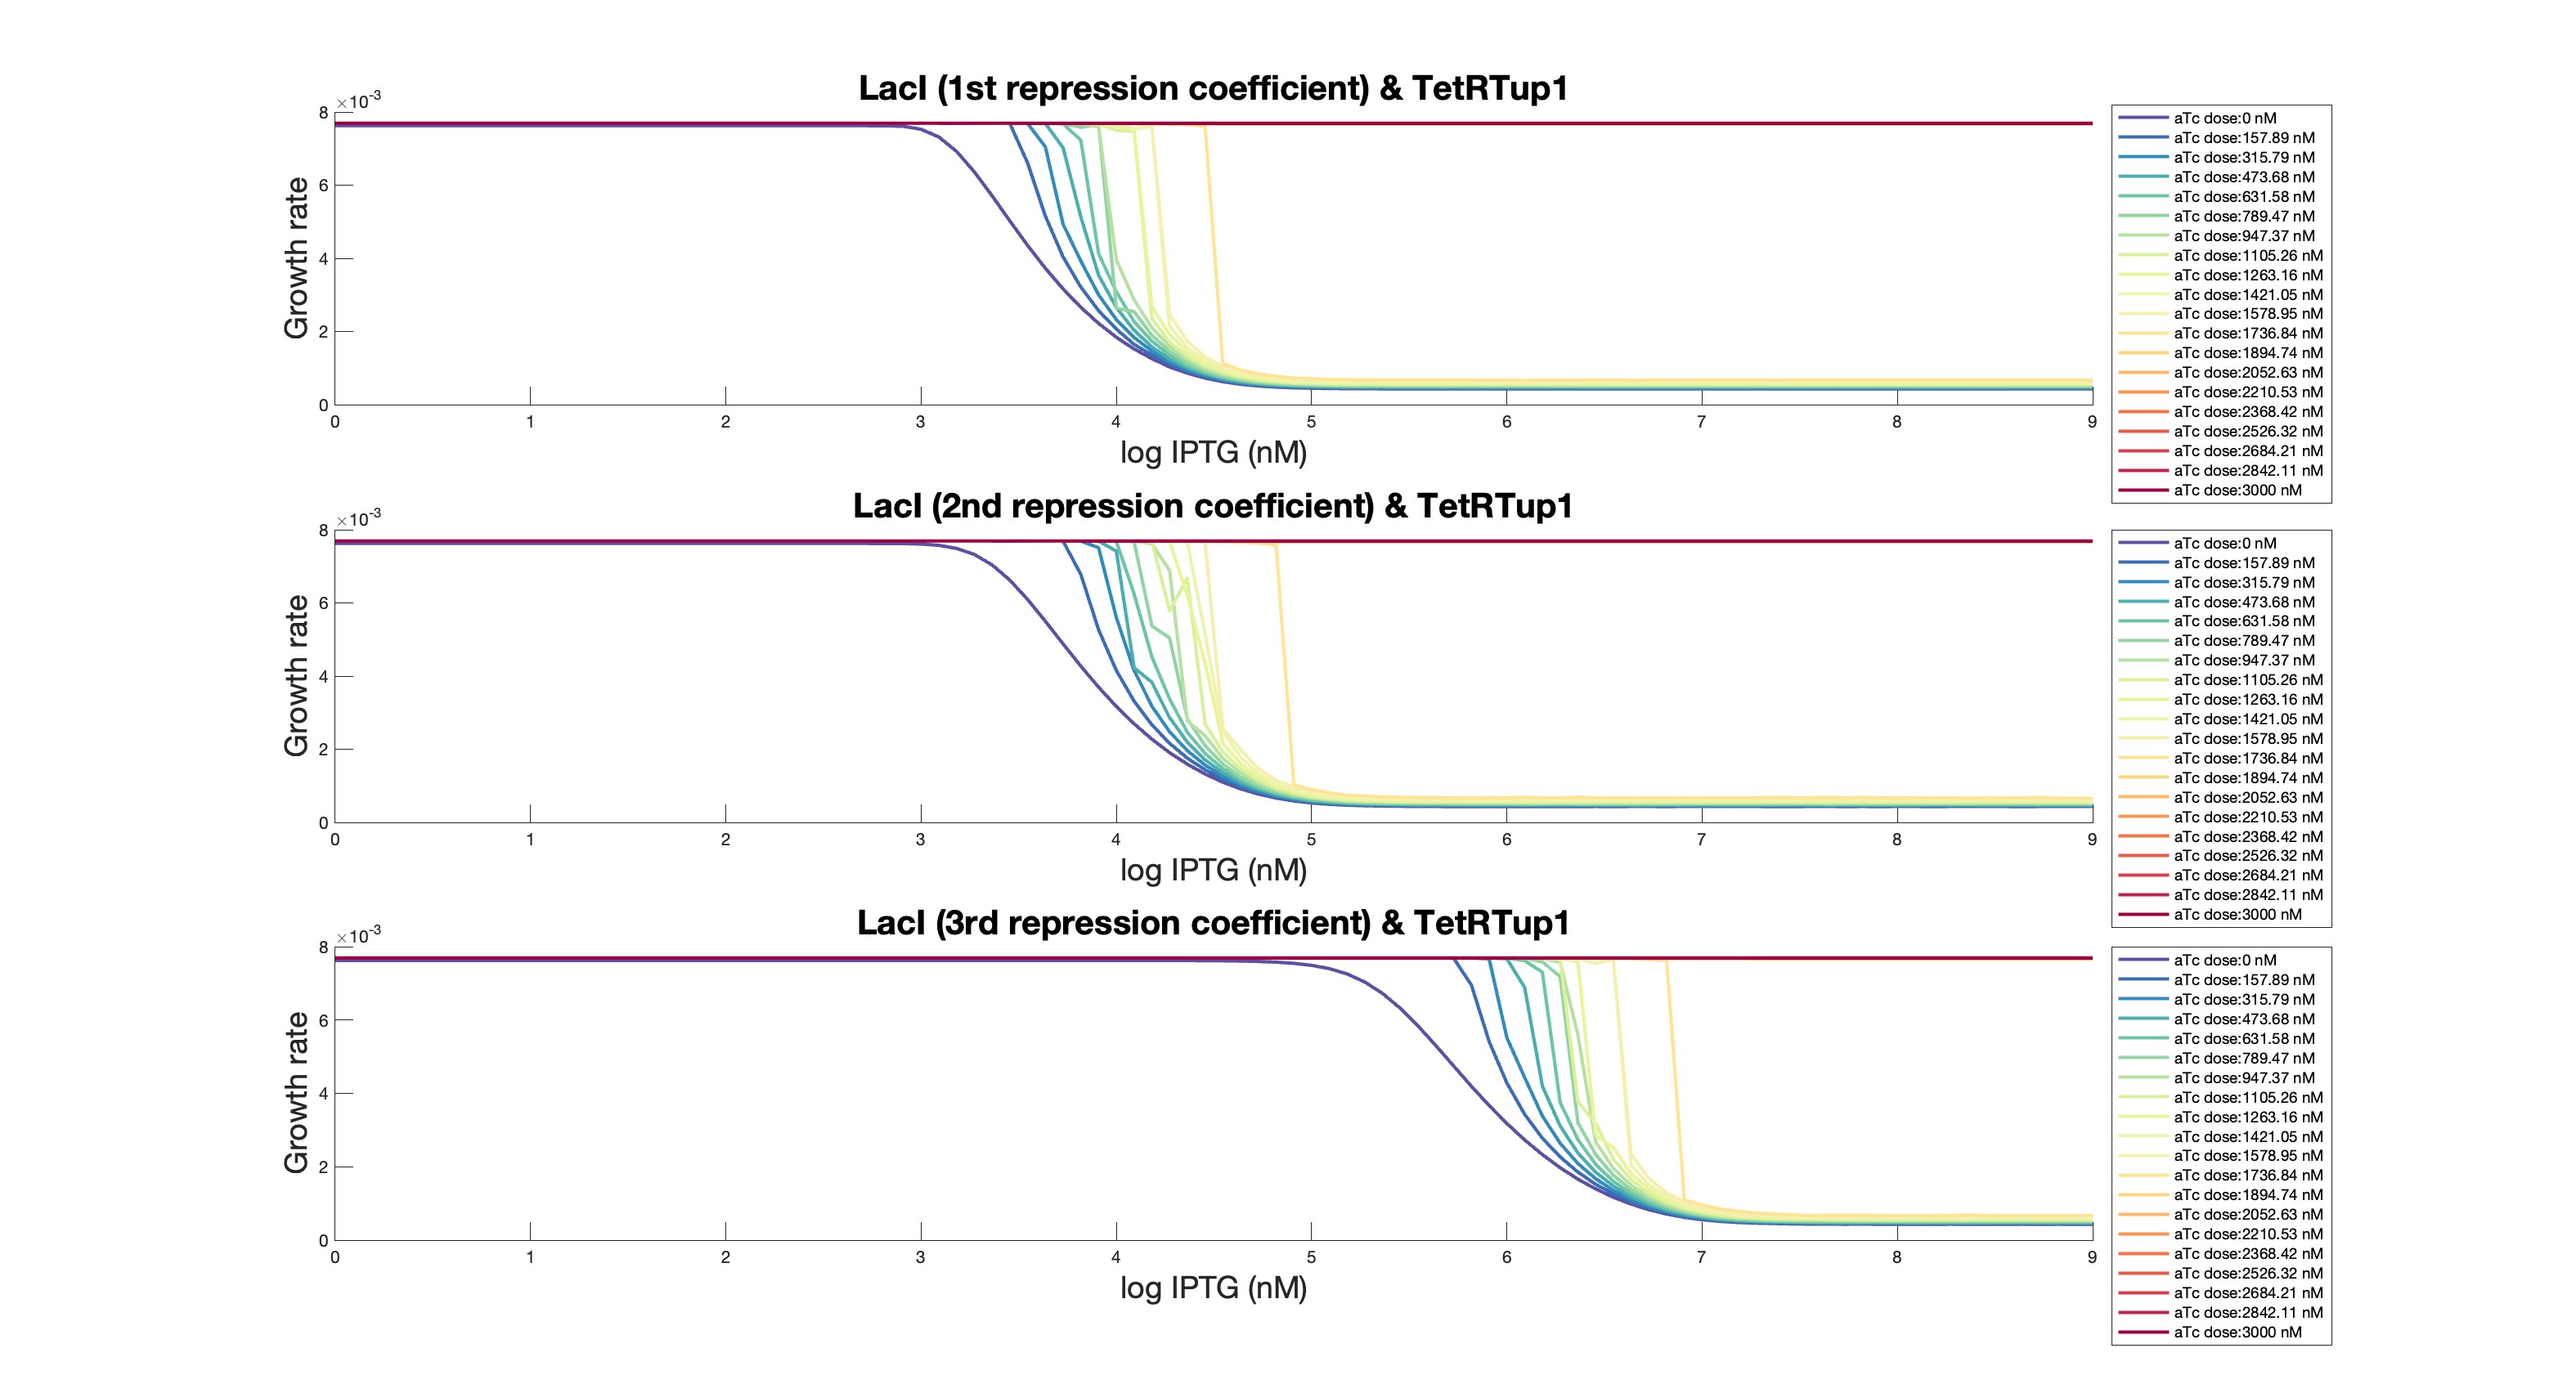 LacI (1st repression coefficient) & TetRTup1
×10-3
8
6
4
2
0
Growth rate
0 1 2 3 4 5 6 7 8 9
log IPTG (nM)
aTc dose:0 nM
aTc dose:157.89 nM
aTc dose:315.79 nM
aTc dose:473.68 nM
aTc dose:631.58 nM
aTc dose:789.47 nM
aTc dose:947.37 nM
aTc dose:1105.26 nM
aTc dose:1263.16 nM
aTc dose:1421.05 nM
aTc dose:1578.95 nM
aTc dose:1736.84 nM
aTc dose:1894.74 nM
aTc dose:2052.63 nM
aTc dose:2210.53 nM
aTc dose:2368.42 nM
aTc dose:2526.32 nM
aTc dose:2684.21 nM
aTc dose:2842.11 nM
aTc dose:3000 nM
LacI (2nd repression coefficient) & TetRTup1
×10-3
8
6
4
2
0
Growth rate
0 1 2 3 4 5 6 7 8 9
log IPTG (nM)
aTc dose:0 nM
aTc dose:157.89 nM
aTc dose:315.79 nM
aTc dose:473.68 nM
aTc dose:631.58 nM
aTc dose:789.47 nM
aTc dose:947.37 nM
aTc dose:1105.26 nM
aTc dose:1263.16 nM
aTc dose:1421.05 nM
aTc dose:1578.95 nM
aTc dose:1736.84 nM
aTc dose:1894.74 nM
aTc dose:2052.63 nM
aTc dose:2210.53 nM
aTc dose:2368.42 nM
aTc dose:2526.32 nM
aTc dose:2684.21 nM
aTc dose:2842.11 nM
aTc dose:3000 nM
LacI (3rd repression coefficient) & TetRTup1
×10-3
8
6
4
2
0
Growth rate
0 1 2 3 4 5 6 7 8 9
log IPTG (nM)
aTc dose:0 nM
aTc dose:157.89 nM
aTc dose:315.79 nM
aTc dose:473.68 nM
aTc dose:631.58 nM
aTc dose:789.47 nM
aTc dose:947.37 nM
aTc dose:1105.26 nM
aTc dose:1263.16 nM
aTc dose:1421.05 nM
aTc dose:1578.95 nM
aTc dose:1736.84 nM
aTc dose:1894.74 nM
aTc dose:2052.63 nM
aTc dose:2210.53 nM
aTc dose:2368.42 nM
aTc dose:2526.32 nM
aTc dose:2684.21 nM
aTc dose:2842.11 nM
aTc dose:3000 nM